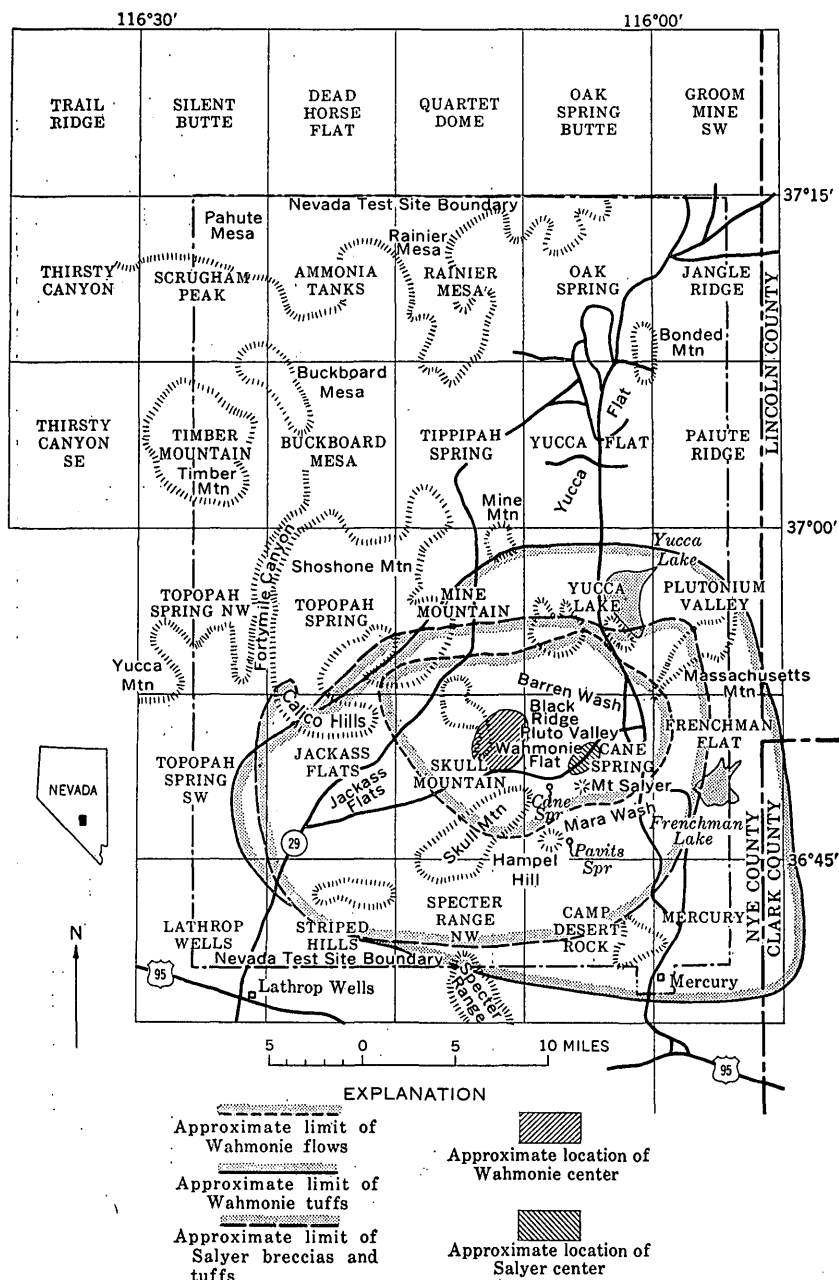 116°30′ 116°00′
TRAIL RIDGE
SILENT BUTTE
DEAD HORSE FLAT
QUARTET DOME
OAK SPRING BUTTE
GROOM MINE SW
37°15′
Nevada Test Site Boundary
Pahute Mesa
Rainier Mesa
THIRSTY CANYON
SCRUGHAM PEAK
AMMONIA TANKS
RAINIER MESA
OAK SPRING
JANGLE RIDGE
LINCOLN COUNTY
Bonded Mtn
Buckboard Mesa
THIRSTY CANYON SE
TIMBER MOUNTAIN
Timber Mtn
BUCKBOARD MESA
TIPPIPAH SPRING
YUCCA FLAT
Yucca Flat
PAIUTE RIDGE
Mine Mtn
37°00′
Yucca Lake
Fortymile Canyon
Shoshone Mtn
TOPOPAH SPRING NW
TOPOPAH SPRING
MINE MOUNTAIN
YUCCA LAKE
PLUTONIUM VALLEY
Yucca Mtn
Massachusetts Mtn
Barren Wash
Black Ridge
Calico Hills
Pluto Valley
Wahmonie Flat
FRENCHMAN FLAT
NEVADA
TOPOPAH SPRING SW
JACKASS FLATS
Jackass Flats
SKULL MOUNTAIN
CANE SPRING
Mt Salyer
Cane Spr
Mara Wash
Skull Mtn
Frenchman Lake
29
Hampel Hill
Pavits Spr
36°45′
NYE COUNTY
CLARK COUNTY
LATHROP WELLS
STRIPED HILLS
SPECTER RANGE NW
CAMP DESERT ROCK
MERCURY
N
Nevada Test Site Boundary
95
Lathrop Wells
Specter Range
Mercury
95
5 0 5 10 MILES
EXPLANATION
Approximate limit of
Wahmonie flows
Approximate limit of
Wahmonie tuffs
Approximate limit of
Salyer breccias and
tuffs
Approximate location of
Wahmonie center
Approximate location of
Salyer center